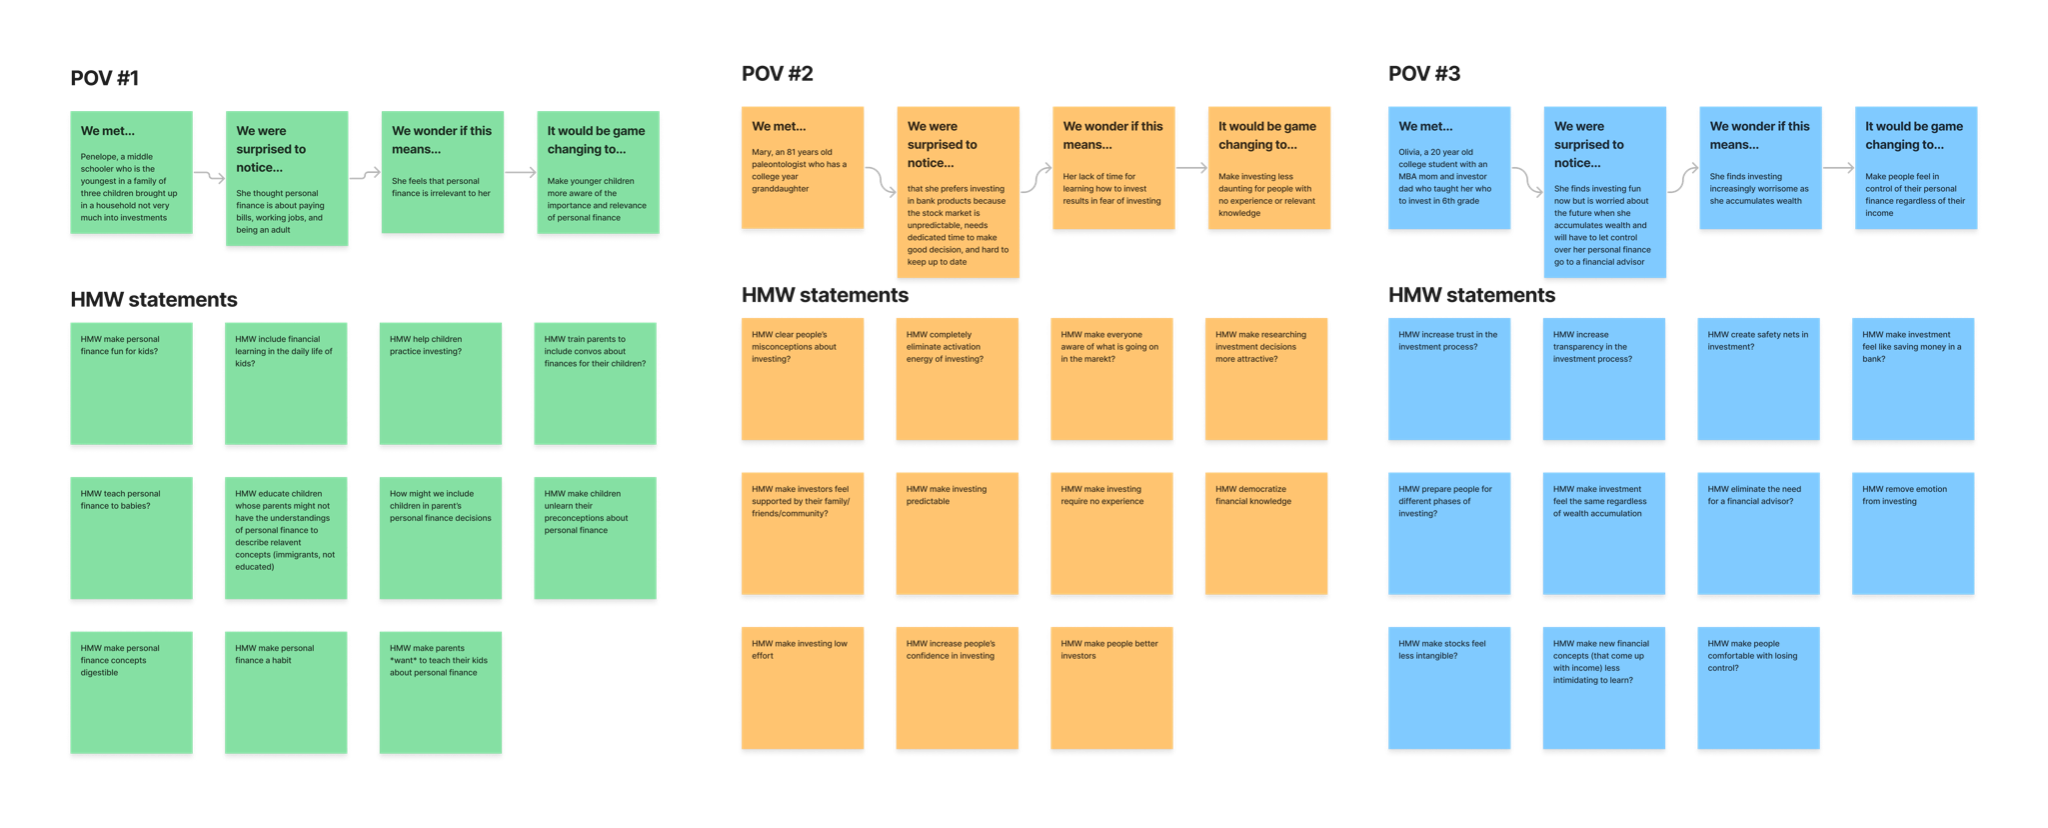 POV #1
We met...
Penelope, a middle
schooler who is the
youngest in a family of
three children brought up
in a household not very
much into investments
We were
surprised to
notice...
She thought personal
finance is about paying
bills, working jobs, and
being an adult
We wonder if this
means...
She feels that personal
finance is irrelevant to her
It would be game
changing to...
Make younger children
more aware of the
importance and relevance
of personal finance
HMW statements
HMW make personal
finance fun for kids?
HMW include financial
learning in the daily life of
kids?
HMW help children
practice investing?
HMW train parents to
include convos about
finances for their children?
HMW teach personal
finance to babies?
HMW educate children
whose parents might not
have the understandings
of personal finance to
describe relavent
concepts (immigrants, not
educated)
How might we include
children in parent's
personal finance decisions
HMW make children
unlearn their
preconceptions about
personal finance
HMW make personal
finance concepts
digestible
HMW make personal
finance a habit
HMW make parents
*want* to teach their kids
about personal finance
POV #2
We met...
Mary, an 81 years old
paleontologist who has a
college year
granddaughter
We were
surprised to
notice...
that she prefers investing
in bank products because
the stock market is
unpredictable, needs
dedicated time to make
good decision, and hard to
keep up to date
We wonder if this
means...
Her lack of time for
learning how to invest
results in fear of investing
It would be game
changing to...
Make investing less
daunting for people with
no experience or relevant
knowledge
HMW statements
HMW clear people's
misconceptions about
investing?
HMW completely
eliminate activation
energy of investing?
HMW make everyone
aware of what is going on
in the marekt?
HMW make researching
investment decisions
more attractive?
HMW make investors feel
supported by their family/
friends/community?
HMW make investing
predictable
HMW make investing
require no experience
HMW democratize
financial knowledge
HMW make investing low
effort
HMW increase people's
confidence in investing
HMW make people better
investors
POV #3
We met...
Olivia, a 20 year old
college student with an
MBA mom and investor
dad who taught her who
to invest in 6th grade
We were
surprised to
notice...
She finds investing fun
now but is worried about
the future when she
accumulates wealth and
will have to let control
over her personal finance
go to a financial advisor
We wonder if this
means...
She finds investing
increasingly worrisome as
she accumulates wealth
It would be game
changing to...
Make people feel in
control of their personal
finance regardless of their
income
HMW statements
HMW increase trust in the
investment process?
HMW increase
transparency in the
investment process?
HMW create safety nets in
investment?
HMW make investment
feel like saving money in a
bank?
HMW prepare people for
different phases of
investing?
HMW make investment
feel the same regardless
of wealth accumulation
HMW eliminate the need
for a financial advisor?
HMW remove emotion
from investing
HMW make stocks feel
less intangible?
HMW make new financial
concepts (that come up
with income) less
intimidating to learn?
HMW make people
comfortable with losing
control?